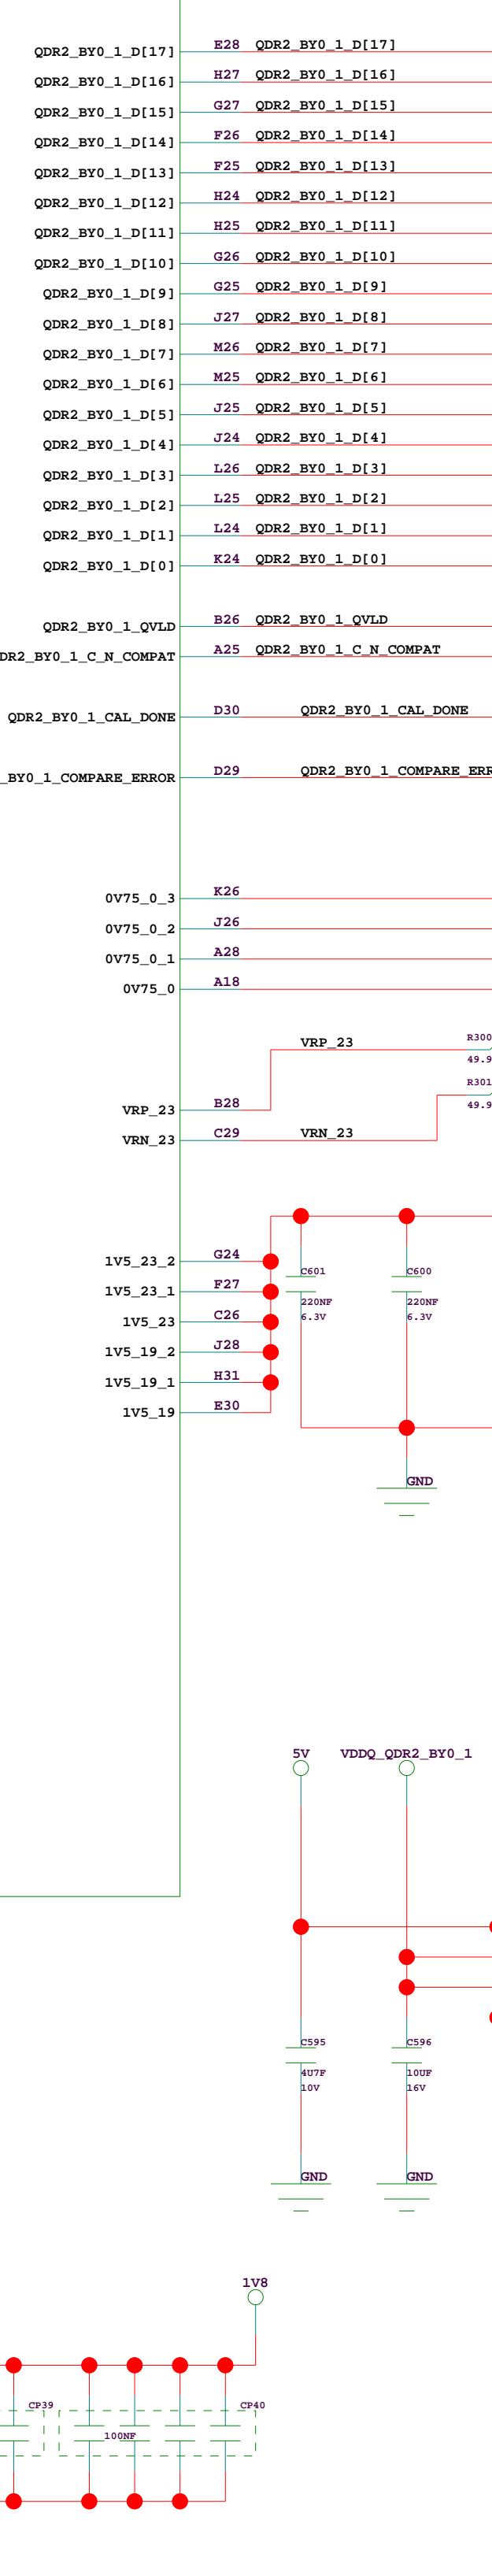 QDR2_BY0_1_D[17] E28 QDR2_BY0_1_D[17]
QDR2_BY0_1_D[16] H27 QDR2_BY0_1_D[16]
QDR2_BY0_1_D[15] G27 QDR2_BY0_1_D[15]
QDR2_BY0_1_D[14] F26 QDR2_BY0_1_D[14]
QDR2_BY0_1_D[13] F25 QDR2_BY0_1_D[13]
QDR2_BY0_1_D[12] H24 QDR2_BY0_1_D[12]
QDR2_BY0_1_D[11] H25 QDR2_BY0_1_D[11]
QDR2_BY0_1_D[10] G26 QDR2_BY0_1_D[10]
QDR2_BY0_1_D[9] G25 QDR2_BY0_1_D[9]
QDR2_BY0_1_D[8] J27 QDR2_BY0_1_D[8]
QDR2_BY0_1_D[7] M26 QDR2_BY0_1_D[7]
QDR2_BY0_1_D[6] M25 QDR2_BY0_1_D[6]
QDR2_BY0_1_D[5] J25 QDR2_BY0_1_D[5]
QDR2_BY0_1_D[4] J24 QDR2_BY0_1_D[4]
QDR2_BY0_1_D[3] L26 QDR2_BY0_1_D[3]
QDR2_BY0_1_D[2] L25 QDR2_BY0_1_D[2]
QDR2_BY0_1_D[1] L24 QDR2_BY0_1_D[1]
QDR2_BY0_1_D[0] K24 QDR2_BY0_1_D[0]
QDR2_BY0_1_QVLD B26 QDR2_BY0_1_QVLD
DR2_BY0_1_C_N_COMPAT A25 QDR2_BY0_1_C_N_COMPAT
QDR2_BY0_1_CAL_DONE D30 QDR2_BY0_1_CAL_DONE
_BY0_1_COMPARE_ERROR D29 QDR2_BY0_1_COMPARE_ERR
0V75_0_3 K26
0V75_0_2 J26
0V75_0_1 A28
0V75_0 A18
VRP_23 R300
49.9
R301
VRP_23 B28 49.9
VRN_23 C29 VRN_23
1V5_23_2 G24
1V5_23_1 F27
1V5_23 C26
1V5_19_2 J28
1V5_19_1 H31
1V5_19 E30
C601 C600
220NF 220NF
6.3V 6.3V
GND
5V VDDQ_QDR2_BY0_1
C595 C596
4U7F 10UF
10V 16V
GND GND
1V8
CP39 CP40
100NF